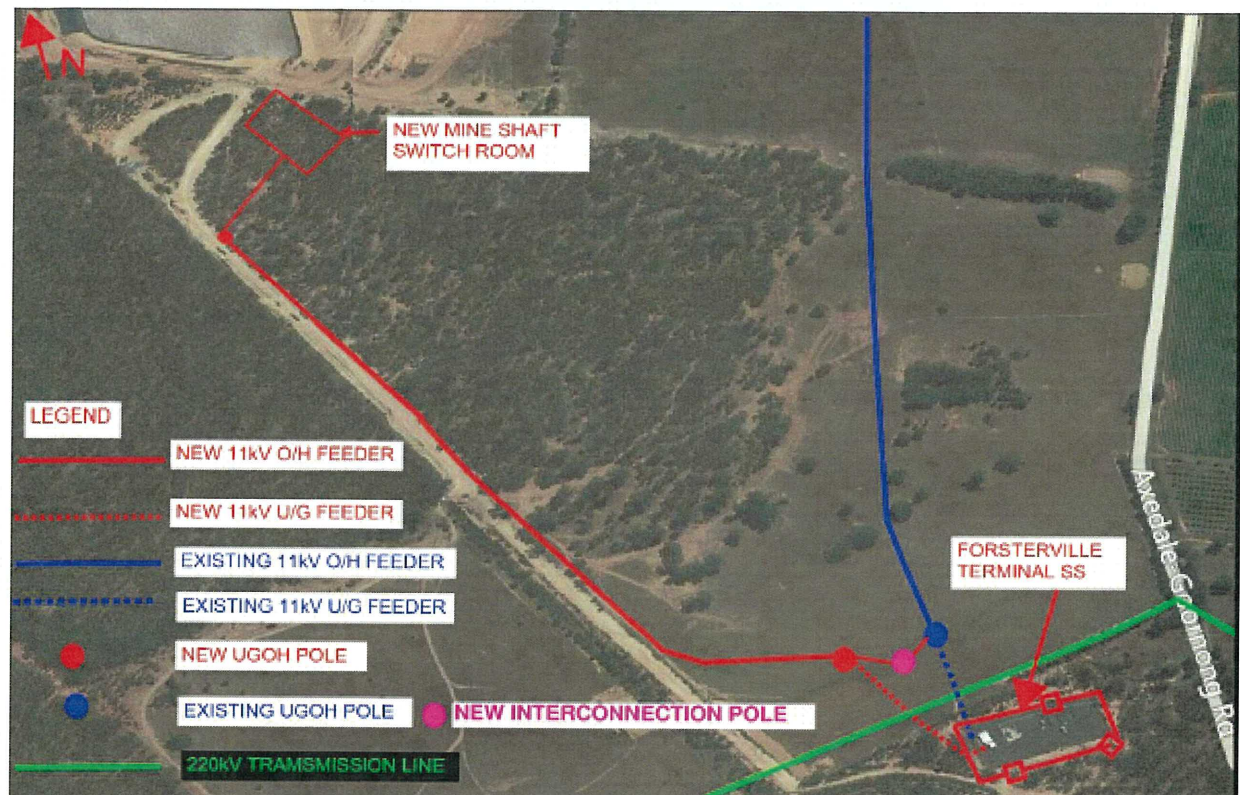 N
NEW MINE SHAFT
SWITCH ROOM
LEGEND
NEW 11kV O/H FEEDER
NEW 11kV U/G FEEDER
EXISTING 11kV O/H FEEDER
EXISTING 11kV U/G FEEDER
NEW UGOH POLE
EXISTING UGOH POLE
NEW INTERCONNECTION POLE
220kV TRAMSMISSION LINE
FORSTERVILLE
TERMINAL SS
Axedale-Goornong Rd